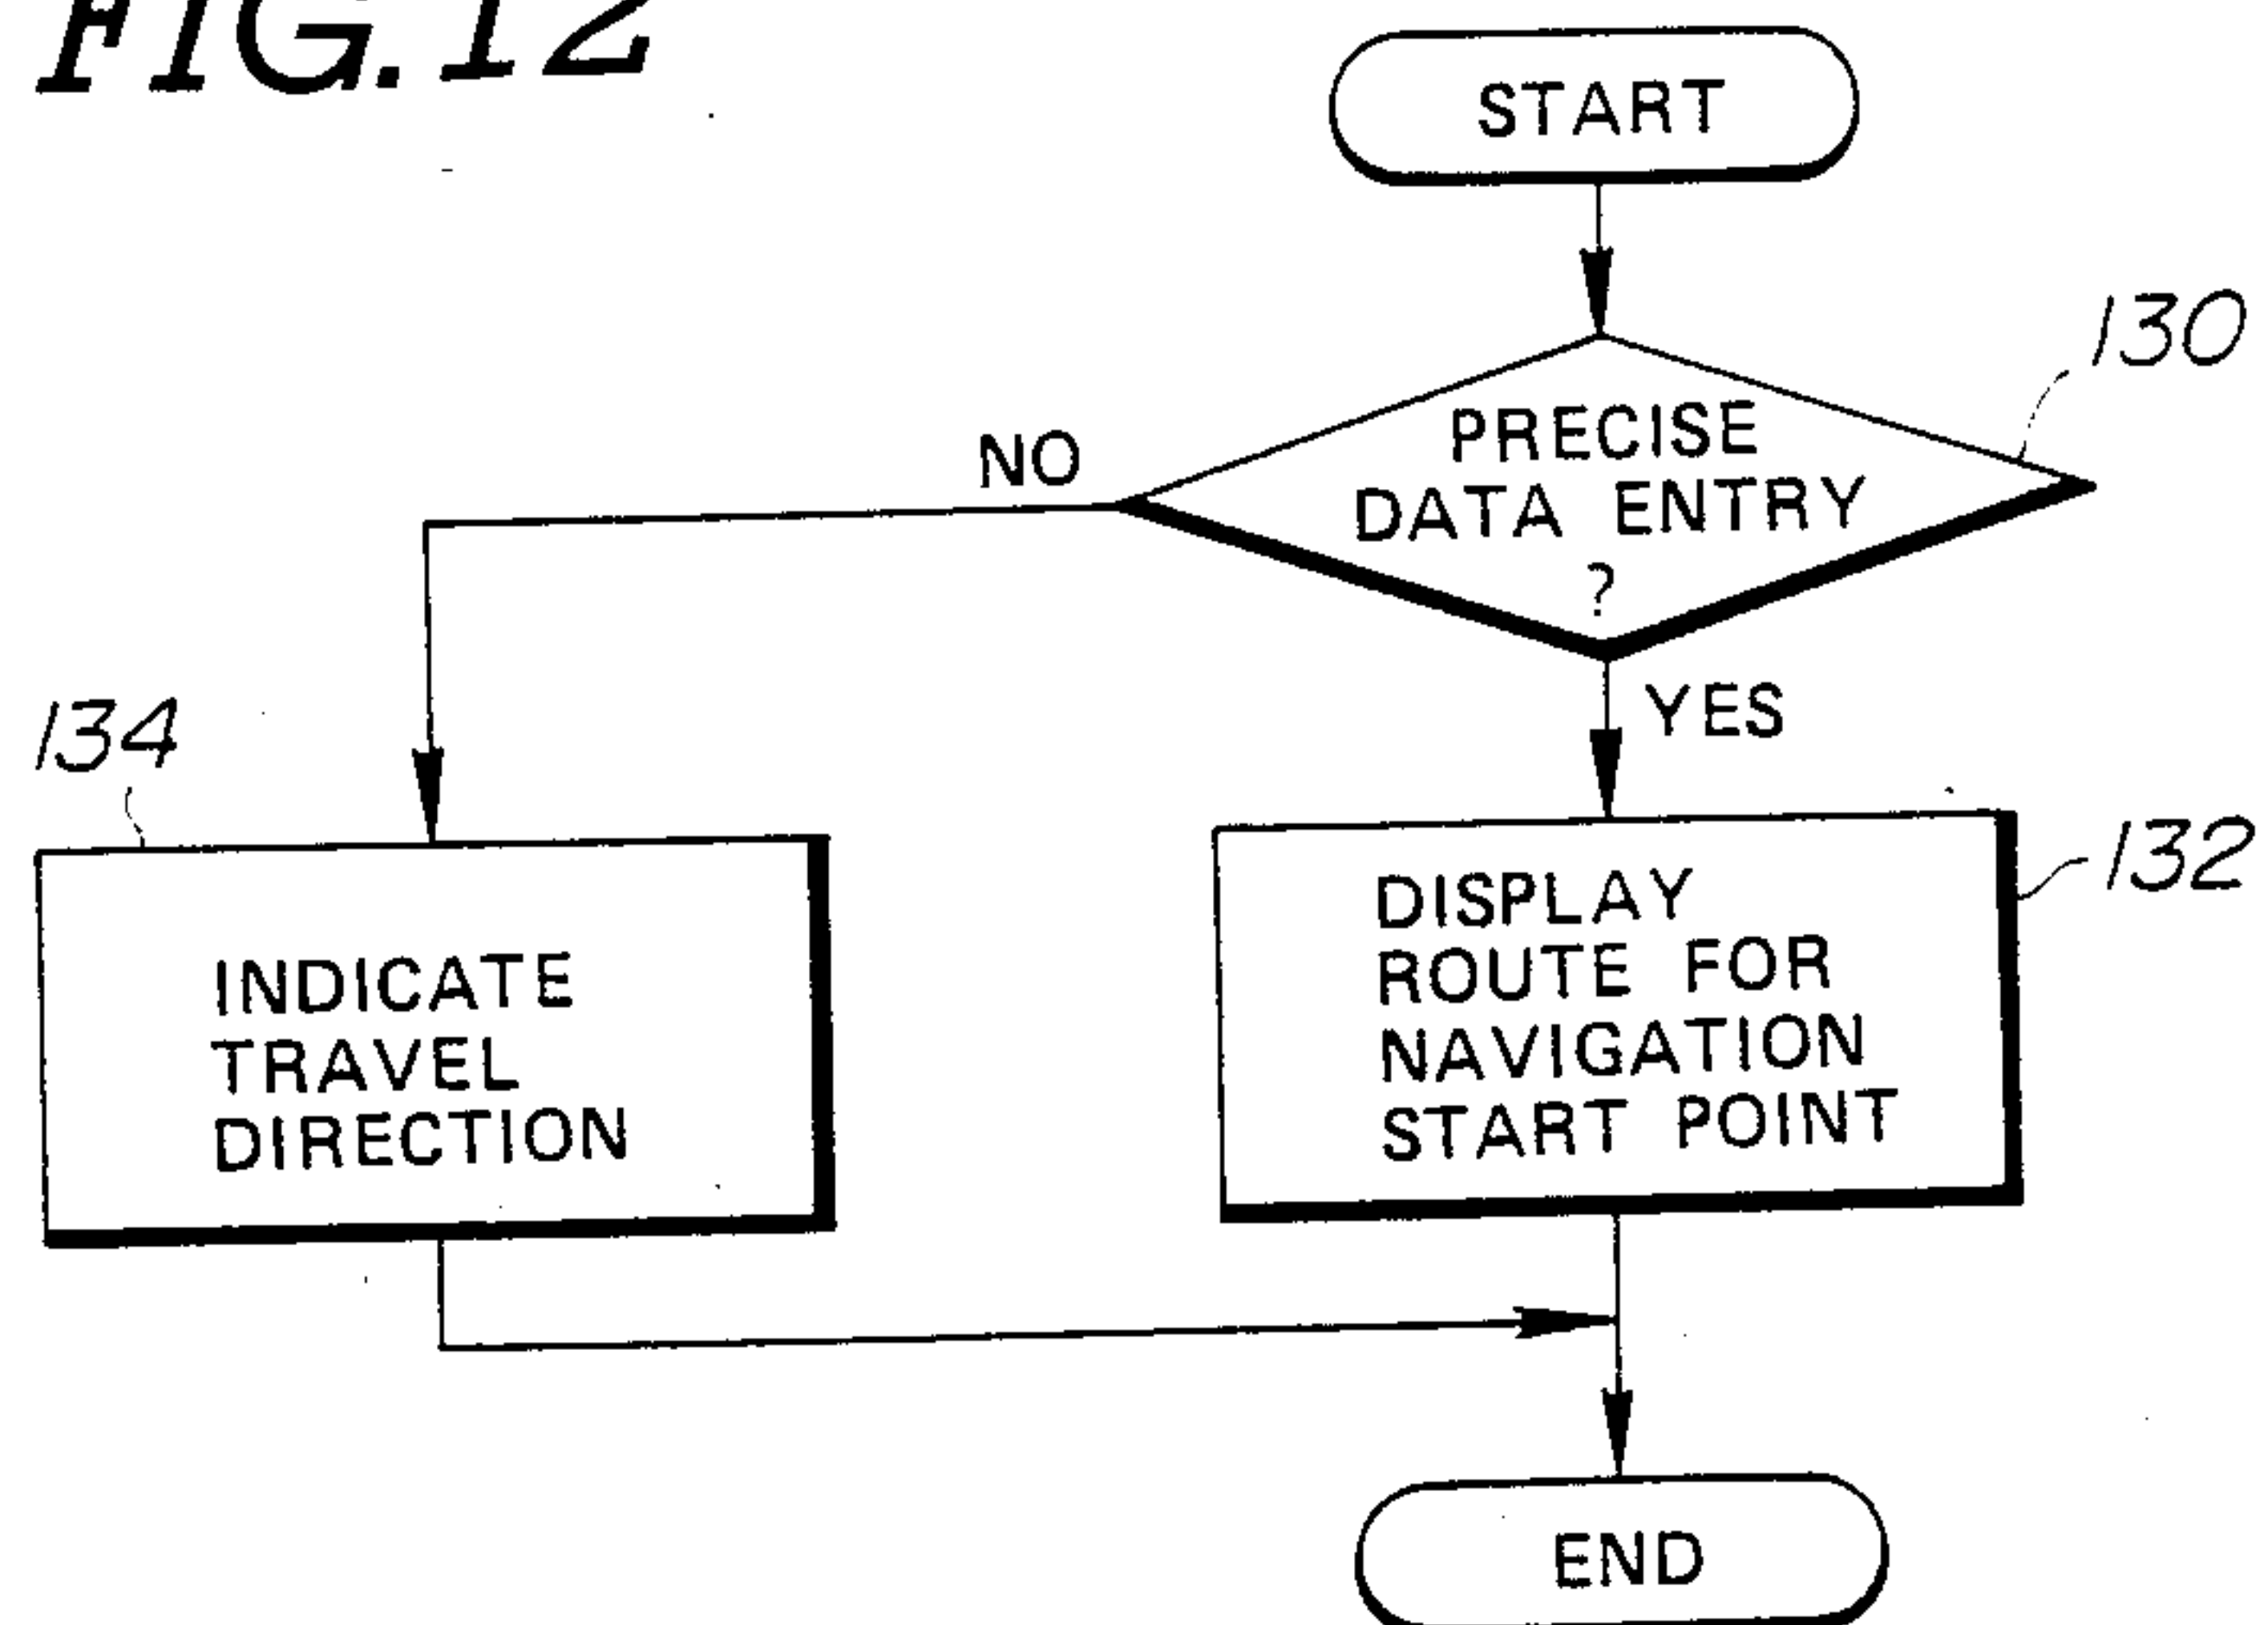 FIG.12
START
130
PRECISE
DATA ENTRY
?
NO
YES
134
132
INDICATE
TRAVEL
DIRECTION
DISPLAY
ROUTE FOR
NAVIGATION
START POINT
END